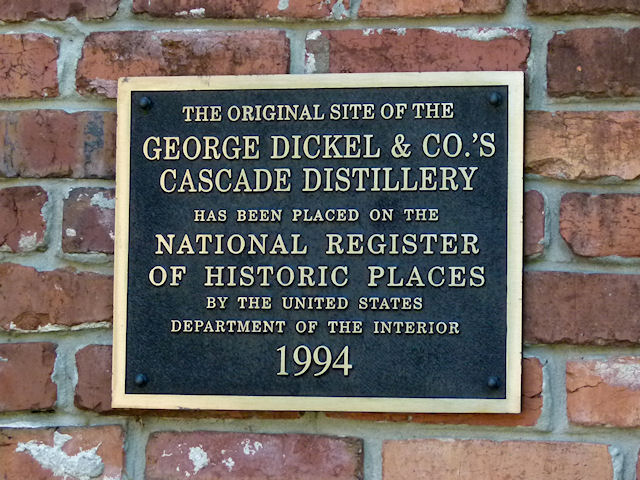 THE ORIGINAL SITE OF THE
GEORGE DICKEL & CO.'S
CASCADE DISTILLERY
HAS BEEN PLACED ON THE
NATIONAL REGISTER
OF HISTORIC PLACES
BY THE UNITED STATES
DEPARTMENT OF THE INTERIOR
1994